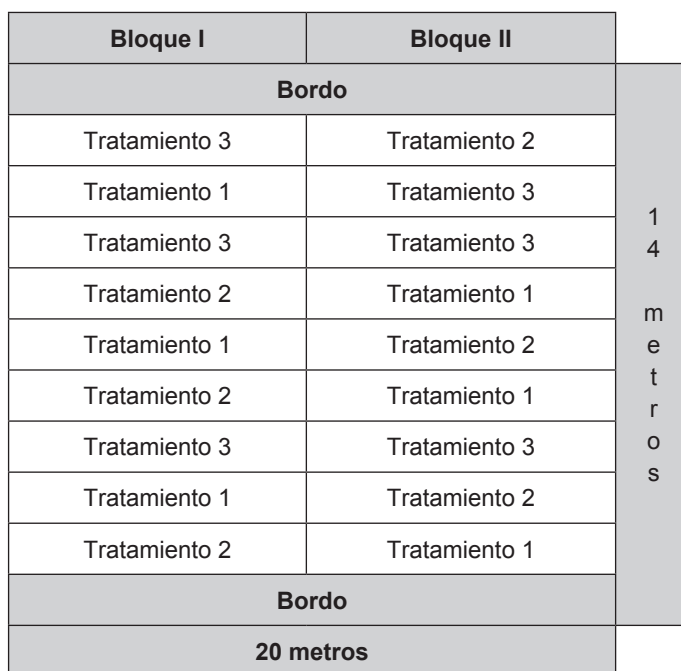 Bloque I Bloque II
Bordo
Tratamiento 3 Tratamiento 2
Tratamiento 1 Tratamiento 3
Tratamiento 3 Tratamiento 3
Tratamiento 2 Tratamiento 1
Tratamiento 1 Tratamiento 2
Tratamiento 2 Tratamiento 1
Tratamiento 3 Tratamiento 3
Tratamiento 1 Tratamiento 2
Tratamiento 2 Tratamiento 1
Bordo
20 metros
1
4
m
e
t
r
o
s